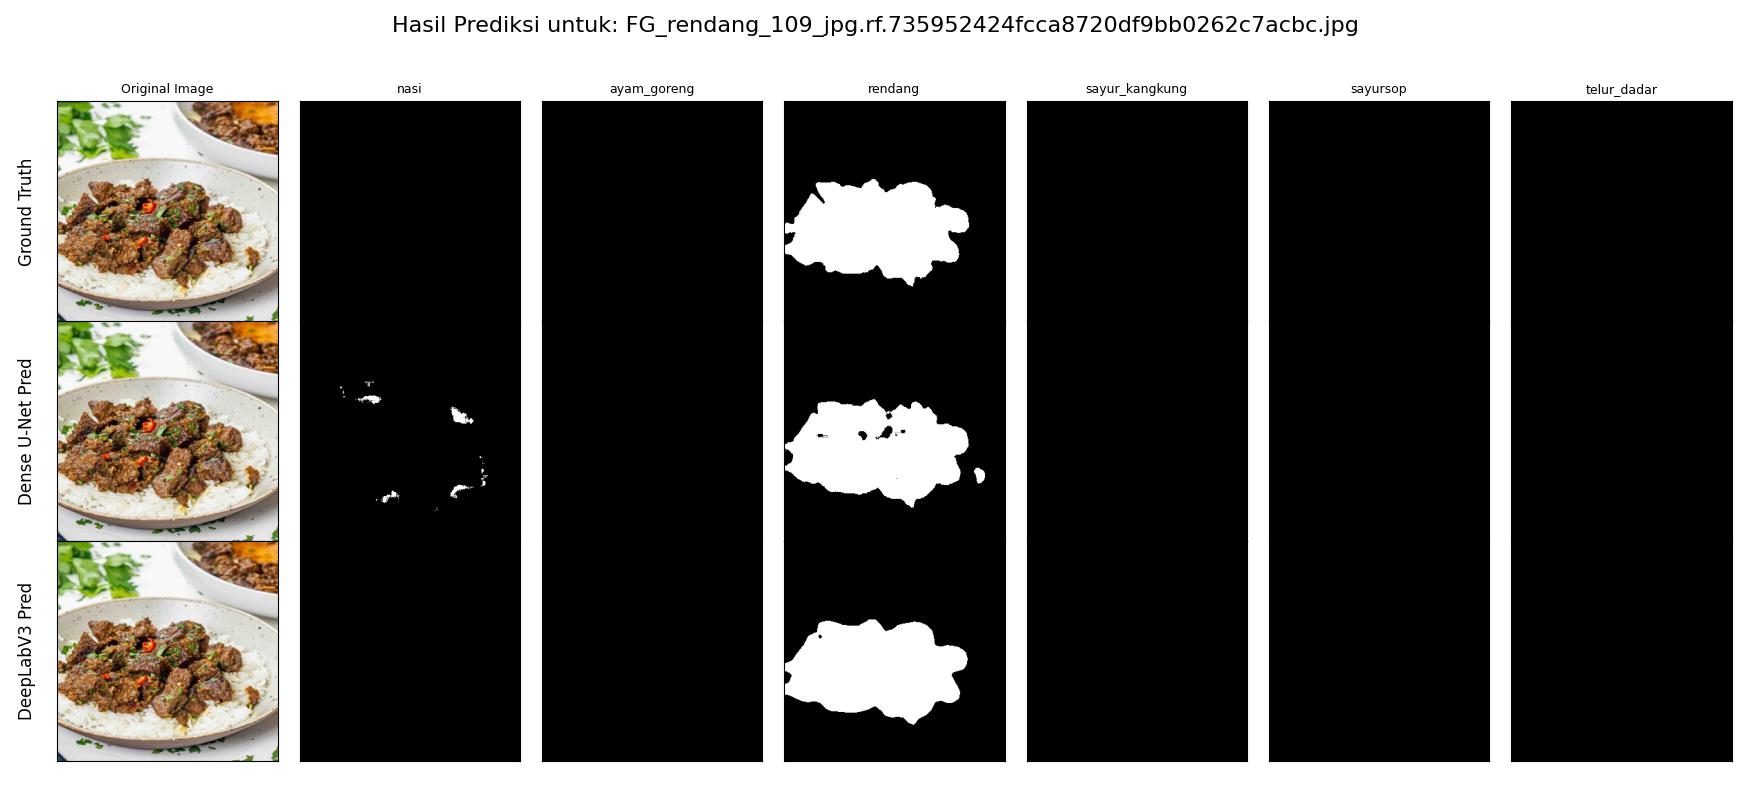 Hasil Prediksi untuk: FG_rendang_109_jpg.rf.735952424fcca8720df9bb0262c7acbc.jpg
Original Image
nasi
ayam_goreng
rendang
sayur_kangkung
sayursop
telur_dadar
Ground Truth
Dense U-Net Pred
DeepLabV3 Pred